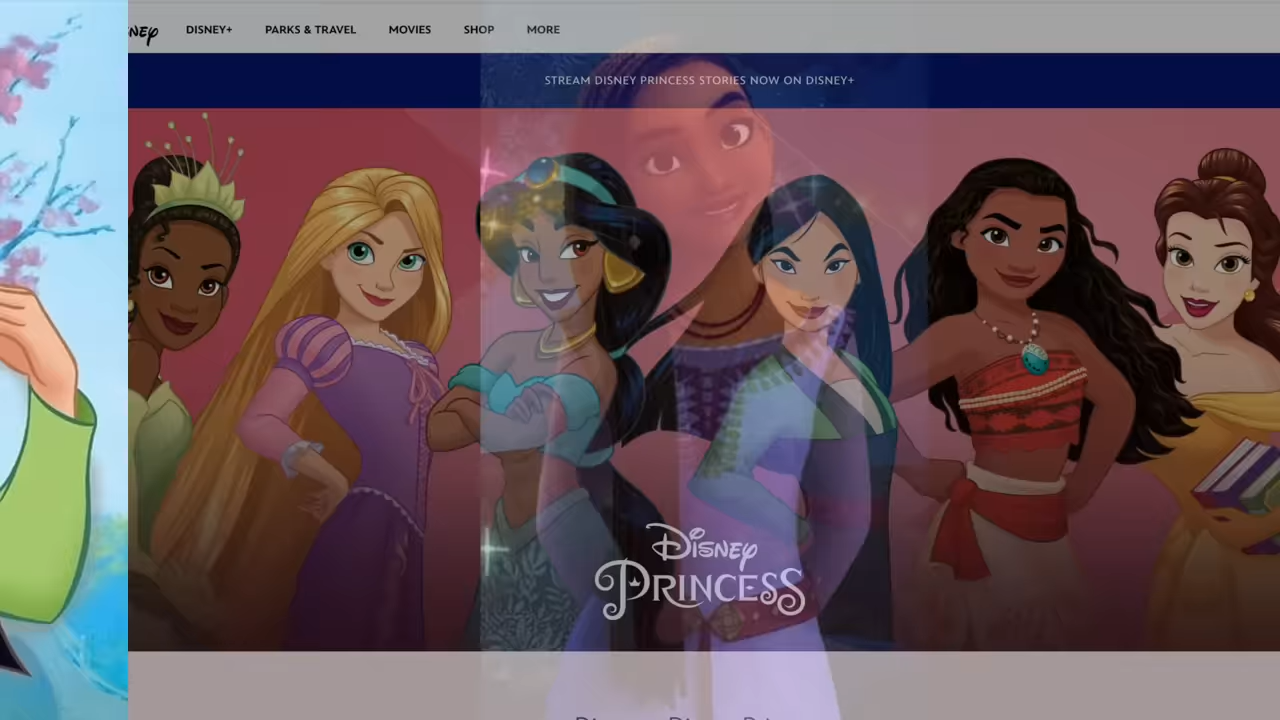 DISNEY+ PARKS & TRAVEL MOVIES SHOP MORE
STREAM DISNEY PRINCESS STORIES NOW ON DISNEY+
Disney
PRINCESS